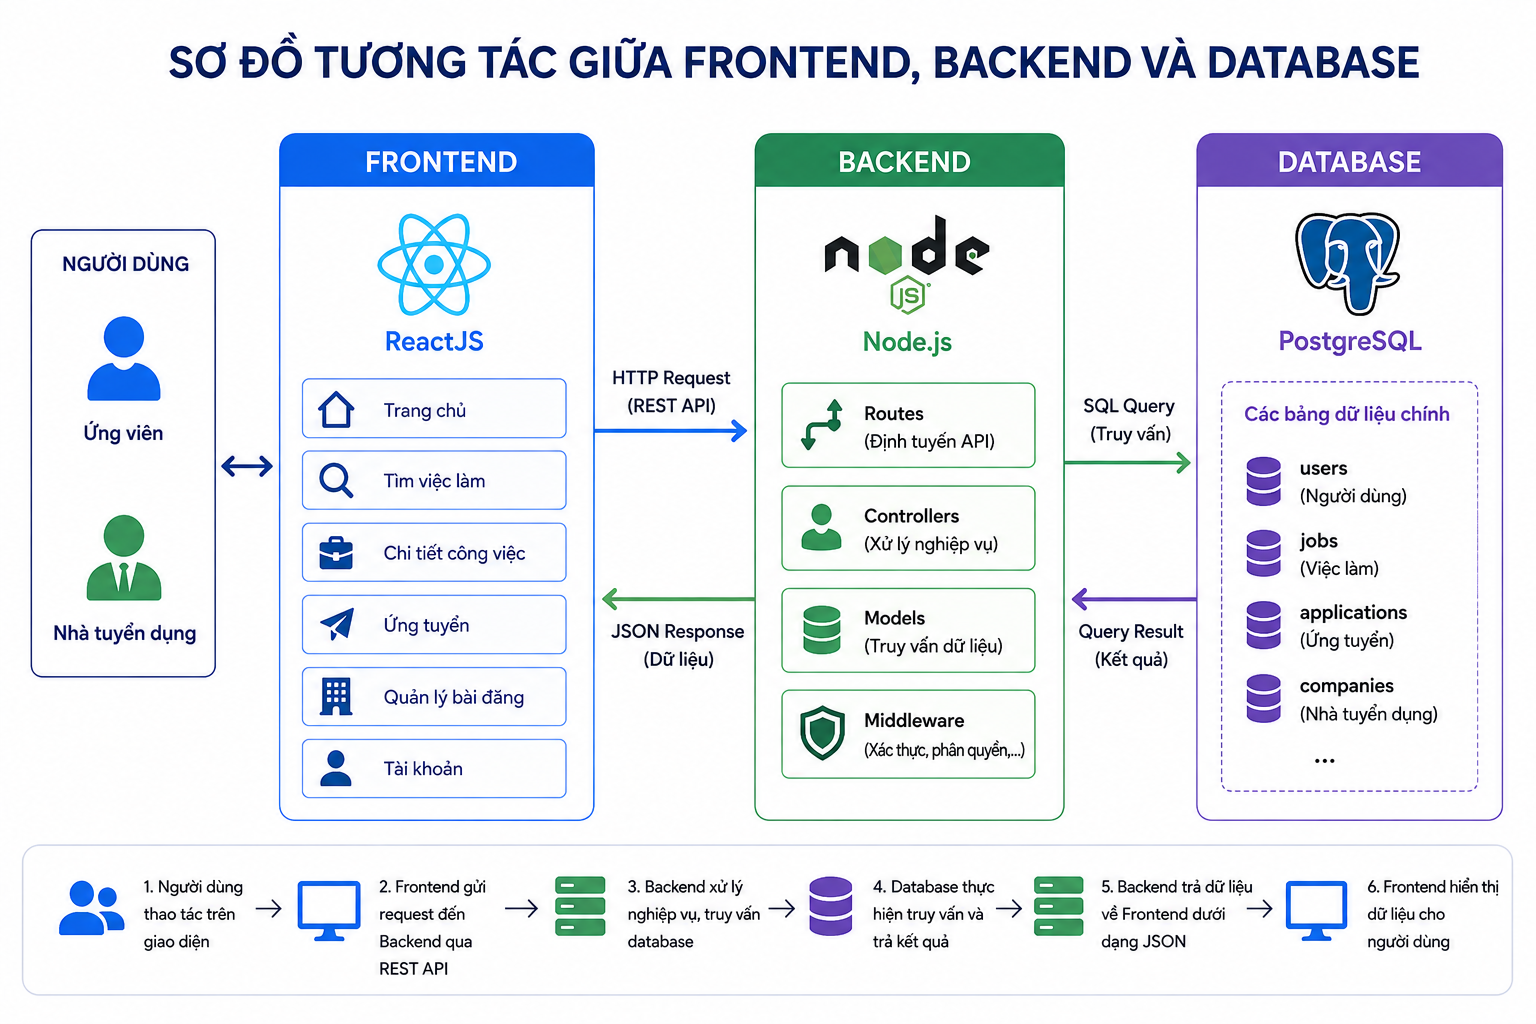 SƠ ĐỒ TƯƠNG TÁC GIỮA FRONTEND, BACKEND VÀ DATABASE
NGƯỜI DÙNG
Ứng viên
Nhà tuyển dụng
FRONTEND
ReactJS
Trang chủ
Tìm việc làm
Chi tiết công việc
Ứng tuyển
Quản lý bài đăng
Tài khoản
HTTP Request
(REST API)
JSON Response
(Dữ liệu)
BACKEND
node
JS
Node.js
Routes
(Định tuyến API)
Controllers
(Xử lý nghiệp vụ)
Models
(Truy vấn dữ liệu)
Middleware
(Xác thực, phân quyền,...)
SQL Query
(Truy vấn)
Query Result
(Kết quả)
DATABASE
PostgreSQL
Các bảng dữ liệu chính
users
(Người dùng)
jobs
(Việc làm)
applications
(Ứng tuyển)
companies
(Nhà tuyển dụng)
...
1. Người dùng
thao tác trên
giao diện
2. Frontend gửi
request đến
Backend qua
REST API
3. Backend xử lý
nghiệp vụ, truy vấn
database
4. Database thực
hiện truy vấn và
trả kết quả
5. Backend trả dữ liệu
về Frontend dưới
dạng JSON
6. Frontend hiển thị
dữ liệu cho
người dùng